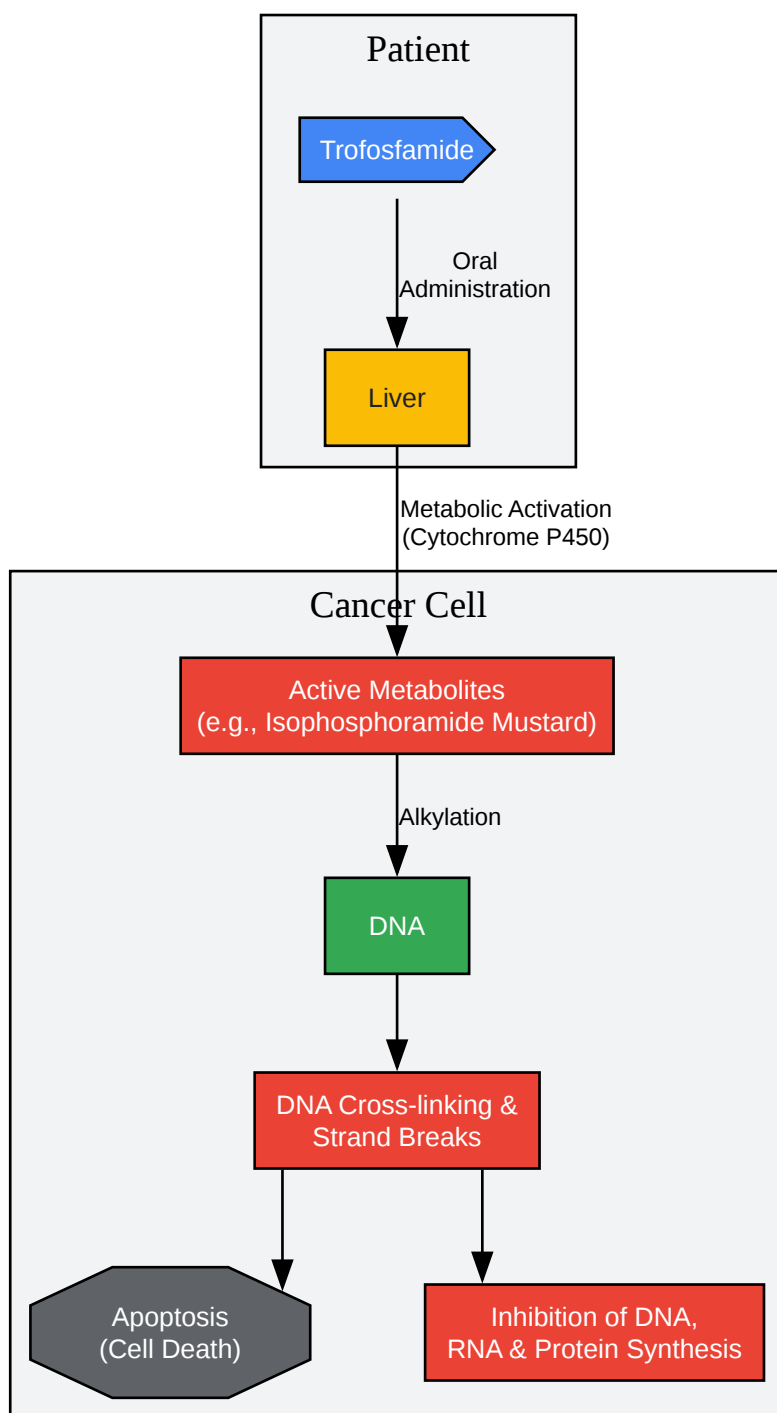 Patient
Trofosfamide
Oral
Administration
Liver
Metabolic Activation
(Cytochrome P450)
Cancer Cell
Active Metabolites
(e.g., Isophosphoramide Mustard)
Alkylation
DNA
DNA Cross-linking &
Strand Breaks
Apoptosis
(Cell Death)
Inhibition of DNA,
RNA & Protein Synthesis